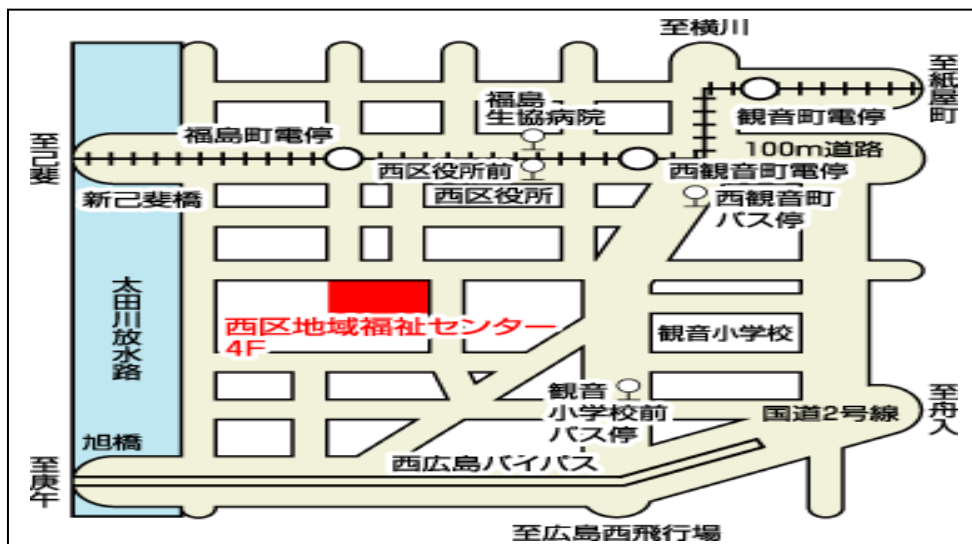 至横川
至紙屋町
福島
生協病院
観音町電停
福島町電停
100m道路
至己斐
西区役所前
西観音町電停
新己斐橋
西区役所
西観音町
バス停
太田川放水路
西区地域福祉センター
4F
観音小学校
観音
小学校前
バス停
国道2号線
至舟入
旭橋
西広島バイパス
至庚午
至広島西飛行場